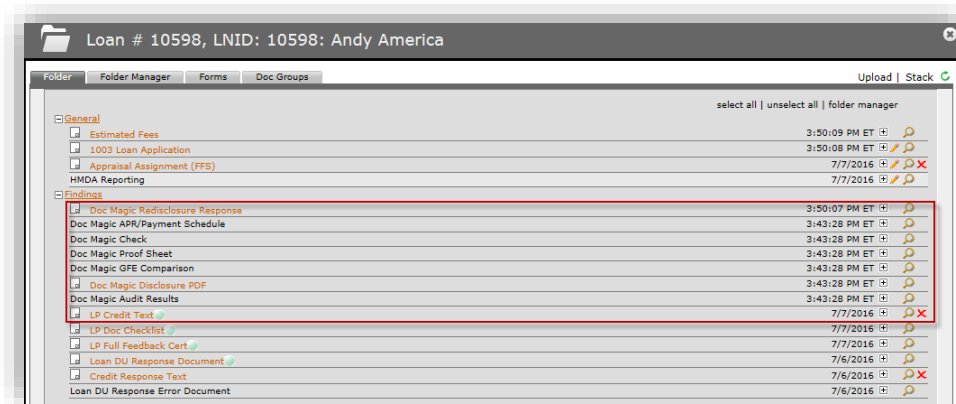 Loan # 10598, LNID: 10598: Andy America
Folder Folder Manager Forms Doc Groups Upload | Stack
select all | unselect all | folder manager
General
Estimated Fees 3:50:09 PM ET
1003 Loan Application 3:50:08 PM ET
Appraisal Assignment (FFS) 7/7/2016
HMDA Reporting 7/7/2016
Findings
Doc Magic Redisclosure Response 3:50:07 PM ET
Doc Magic APR/Payment Schedule 3:43:28 PM ET
Doc Magic Check 3:43:28 PM ET
Doc Magic Proof Sheet 3:43:28 PM ET
Doc Magic GFE Comparison 3:43:28 PM ET
Doc Magic Disclosure PDF 3:43:28 PM ET
Doc Magic Audit Results 3:43:28 PM ET
LP Credit Text 7/7/2016
LP Doc Checklist 7/7/2016
LP Full Feedback Cert 7/7/2016
Loan DU Response Document 7/6/2016
Credit Response Text 7/6/2016
Loan DU Response Error Document 7/6/2016